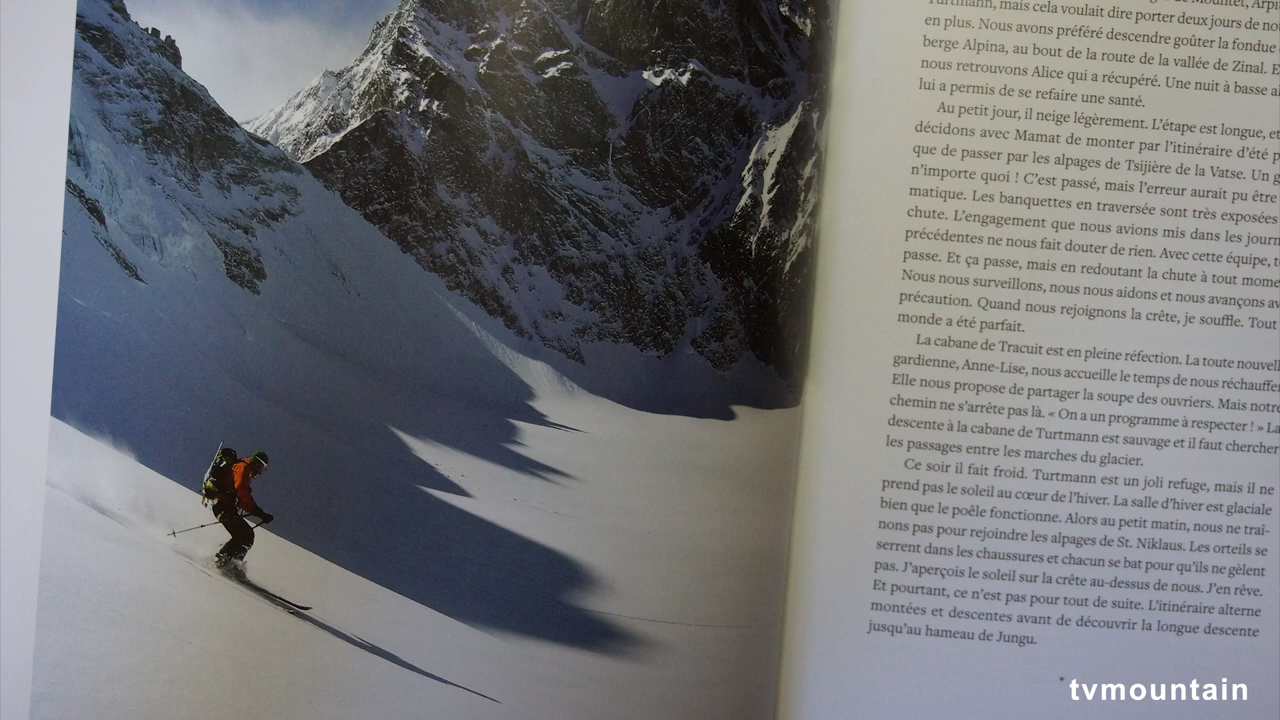 Turtmann, mais cela voulait dire porter deux jours de
en plus. Nous avons préféré descendre goûter la fondue
berge Alpina, au bout de la route de la vallée de Zinal.
nous retrouvons Alice qui a récupéré. Une nuit à basse
lui a permis de se refaire une santé.
Au petit jour, il neige légèrement. L'étape est longue,
décidons avec Mamat de monter par l'itinéraire d'été
que de passer par les alpages de Tsijière de la Vatse. Un
n'importe quoi ! C'est passé, mais l'erreur aurait pu être
matique. Les banquettes en traversée sont très exposées
chute. L'engagement que nous avions mis dans les
précédentes ne nous fait douter de rien. Avec cette équipe,
passe. Et ça passe, mais en redoutant la chute à tout
Nous nous surveillons, nous nous aidons et nous avançons
précaution. Quand nous rejoignons la crête, je souffle. Tout
monde a été parfait.
La cabane de Tracuit est en pleine réfection. La toute
gardienne, Anne-Lise, nous accueille le temps de nous
Elle nous propose de partager la soupe des ouvriers. Mais
chemin ne s'arrête pas là. « On a un programme à respecter ! » La
descente à la cabane de Turtmann est sauvage et il faut chercher
les passages entre les marches du glacier.
Ce soir il fait froid. Turtmann est un joli refuge, mais il ne
prend pas le soleil au cœur de l'hiver. La salle d'hiver est glaciale
bien que le poêle fonctionne. Alors au petit matin, nous ne traî-
nons pas pour rejoindre les alpages de St. Niklaus. Les orteils se
serrent dans les chaussures et chacun se bat pour qu'ils ne gèlent
pas. J'aperçois le soleil sur la crête au-dessus de nous. J'en rêve.
Et pourtant, ce n'est pas pour tout de suite. L'itinéraire alterne
montées et descentes avant de découvrir la longue descente
jusqu'au hameau de Jungu.
tvmountain